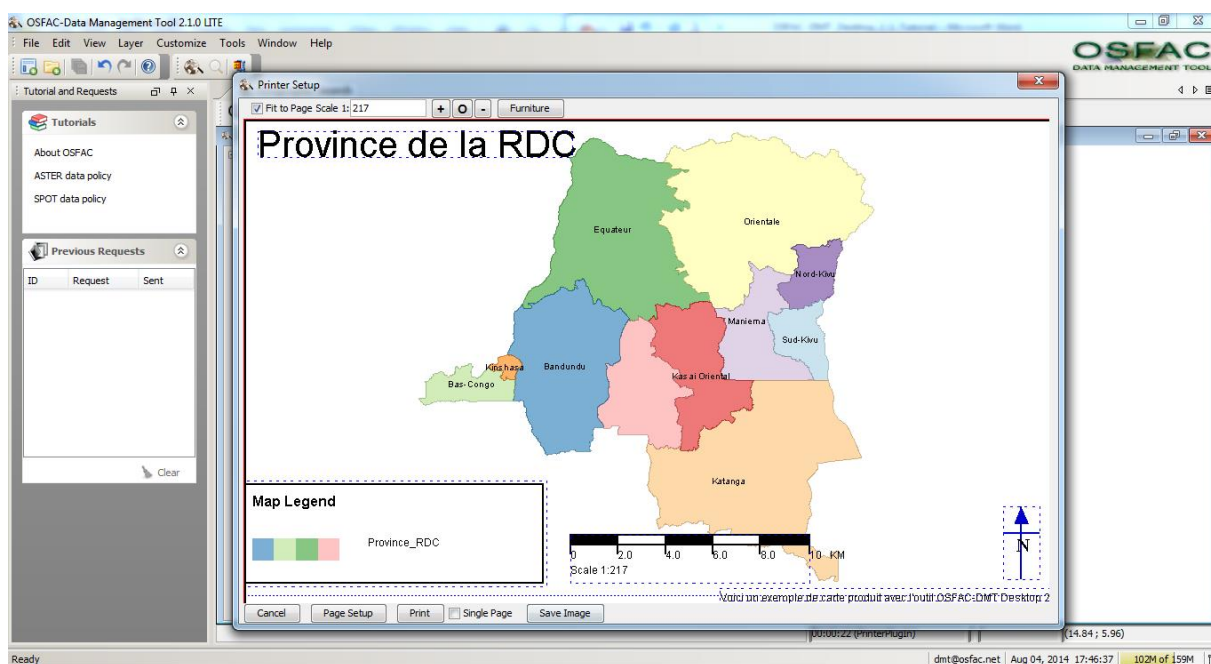 OSFAC-Data Management Tool 2.1.0 LITE
File Edit View Layer Customize Tools Window Help
OSFAC
DATA MANAGEMENT TOOL
Tutorial and Requests
Tutorials
About OSFAC
ASTER data policy
SPOT data policy
Previous Requests
ID Request Sent
Clear
Printer Setup
Fit to Page Scale 1: 217 + O - Furniture
Province de la RDC
Equateur
Orientale
Nord-Kivu
Maniema
Sud-Kivu
Kinshasa
Bandundu
Kasai Oriental
Bas-Congo
Katanga
Map Legend
Province_RDC
0 2.0 4.0 6.0 8.0 10 KM
Scale 1:217
N
Voici un exemple de carte produit avec l'outil OSFAC-DMT Desktop 2
Cancel Page Setup Print Single Page Save Image
00:00:22 (PrinterPlugin) (14.84 ; 5.96)
Ready dmt@osfac.net Aug 04, 2014 17:46:37 102M of 159M